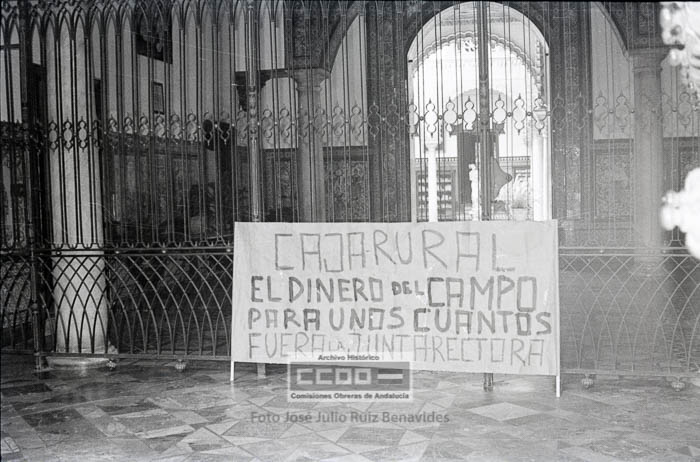 CAJA-RURAL
EL DINERO DEL CAMPO
PARA UNOS CUANTOS
FUERA LA JUNTA RECTORA
Archivo Histórico
CCOO
Comisiones Obreras de Andalucía
Foto José Julio Ruiz Benavides